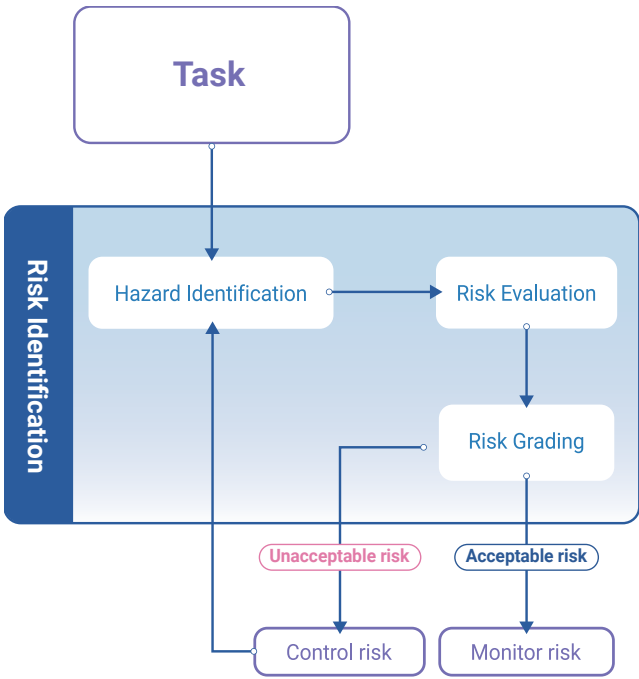 Task
Risk Identification
Hazard Identification
Risk Evaluation
Risk Grading
Unacceptable risk
Acceptable risk
Control risk
Monitor risk